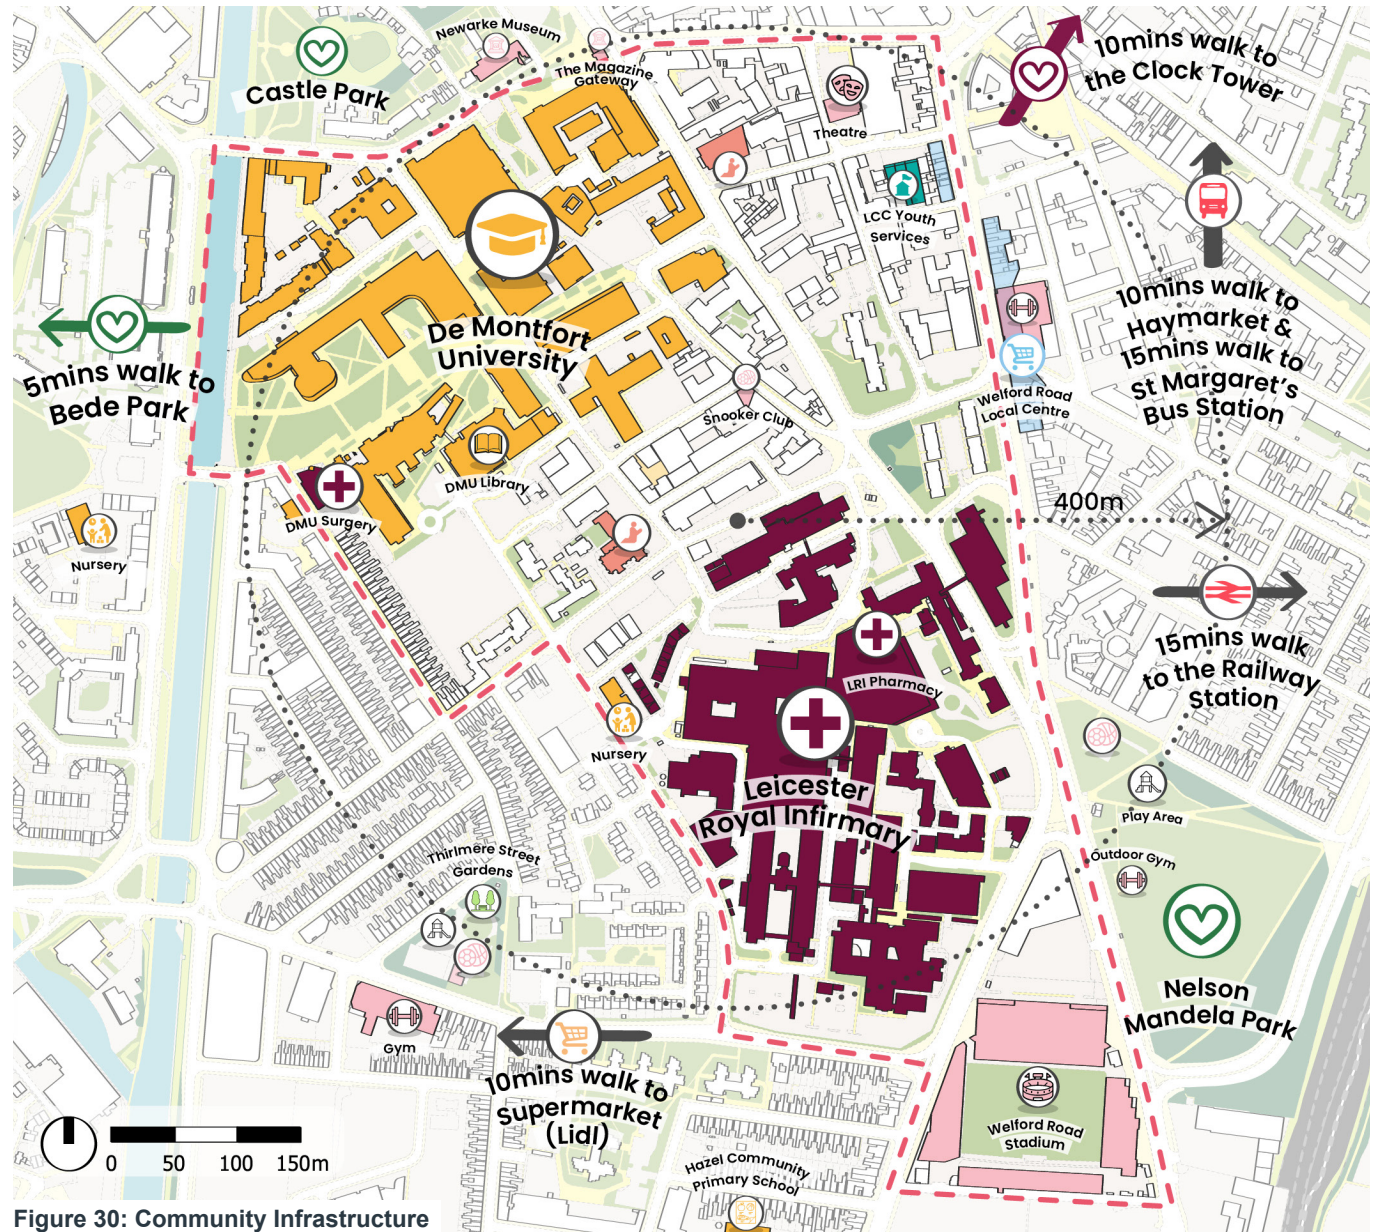 Newarke Museum
The Magazine
Gateway
Castle Park
10mins walk to
the Clock Tower
Theatre
LCC Youth
Services
10mins walk to
Haymarket &
15mins walk to
St Margaret's
Bus Station
De Montfort
University
5mins walk to
Bede Park
Welford Road
Local Centre
Snooker Club
DMU Library
DMU Surgery
400m
Nursery
15mins walk
to the Railway
Station
LRI Pharmacy
Nursery
Leicester
Royal Infirmary
Play Area
Outdoor Gym
Thirlmere Street
Gardens
Nelson
Mandela Park
Gym
10mins walk to
Supermarket
(Lidl)
Welford Road
Stadium
0 50 100 150m
Hazel Community
Primary School
Figure 30: Community Infrastructure